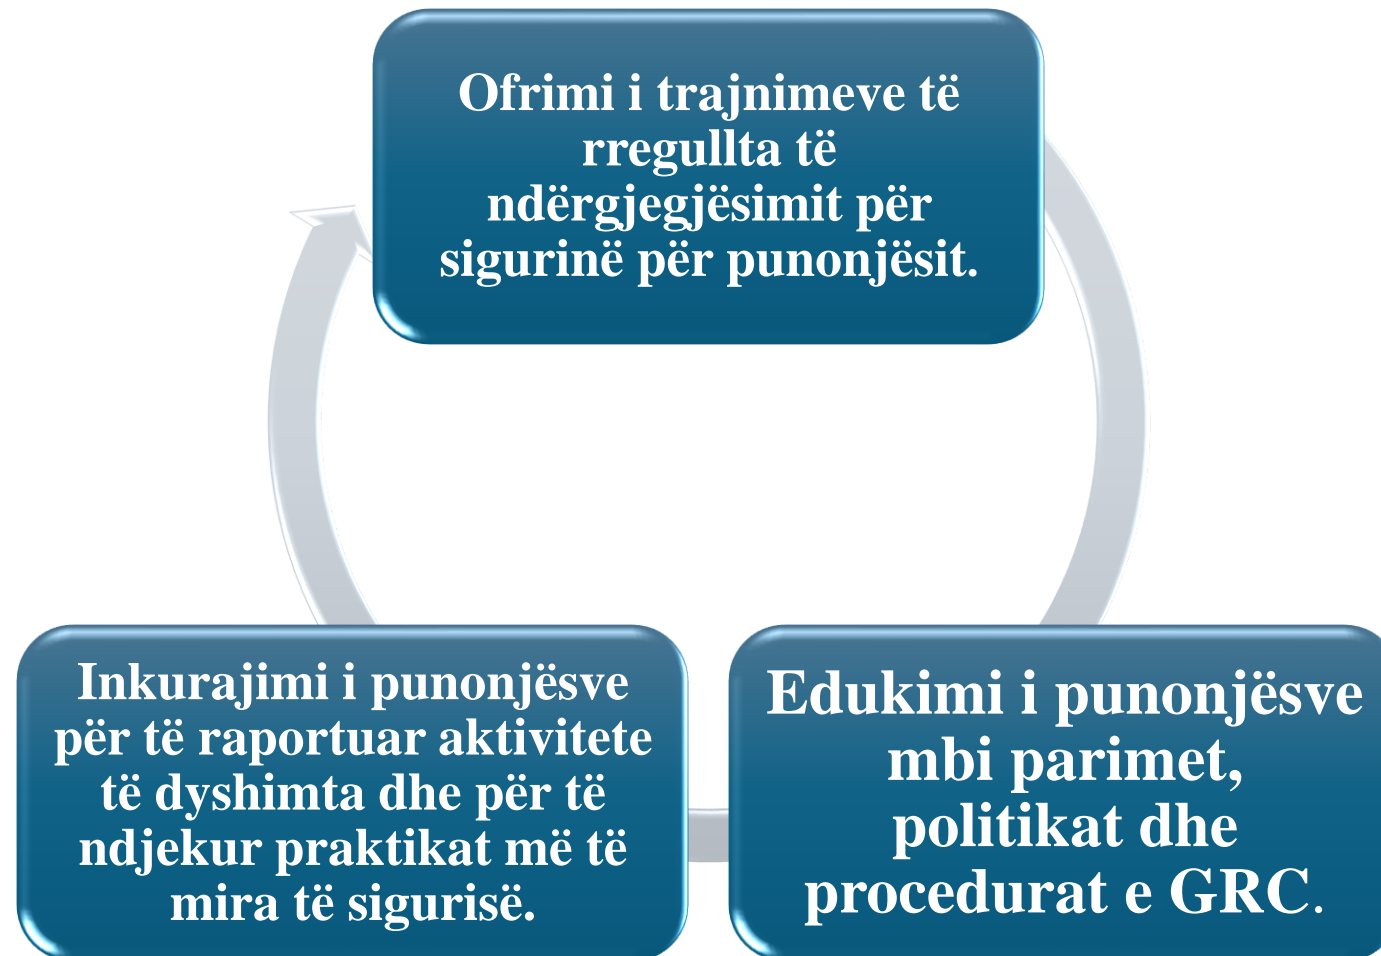 Ofrimi i trajnimeve të
rregullta të
ndërgjegjësimit për
sigurinë për punonjësit.
Edukimi i punonjësve
mbi parimet,
politikat dhe
procedurat e GRC.
Inkurajimi i punonjësve
për të raportuar aktivitete
të dyshimta dhe për të
ndjekur praktikat më të
mira të sigurisë.